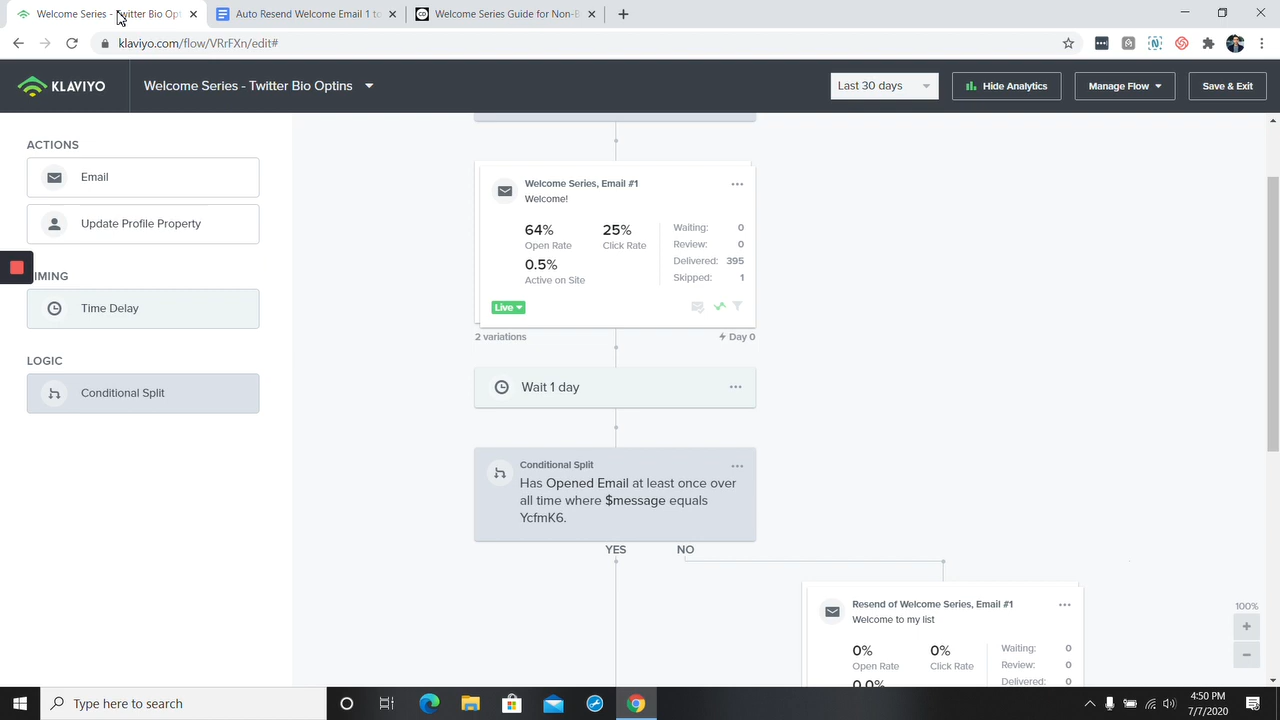 Welcome Series - Twitter Bio Opt
Auto Resend Welcome Email 1 to
Welcome Series Guide for Non-B
klaviyo.com/flow/VRrFXn/edit#
KLAVIYO
Welcome Series - Twitter Bio Optins
Last 30 days
Hide Analytics
Manage Flow
Save & Exit
ACTIONS
Email
Update Profile Property
TIMING
Time Delay
LOGIC
Conditional Split
Welcome Series, Email #1
Welcome!
64%
Open Rate
25%
Click Rate
0.5%
Active on Site
Waiting: 0
Review: 0
Delivered: 395
Skipped: 1
Live
2 variations
Day 0
Wait 1 day
Conditional Split
Has Opened Email at least once over
all time where $message equals
YcfmK6.
YES
NO
Resend of Welcome Series, Email #1
Welcome to my list
0%
Open Rate
0%
Click Rate
0.0%
Waiting: 0
Review: 0
Delivered: 0
100%
Type here to search
4:50 PM
7/7/2020